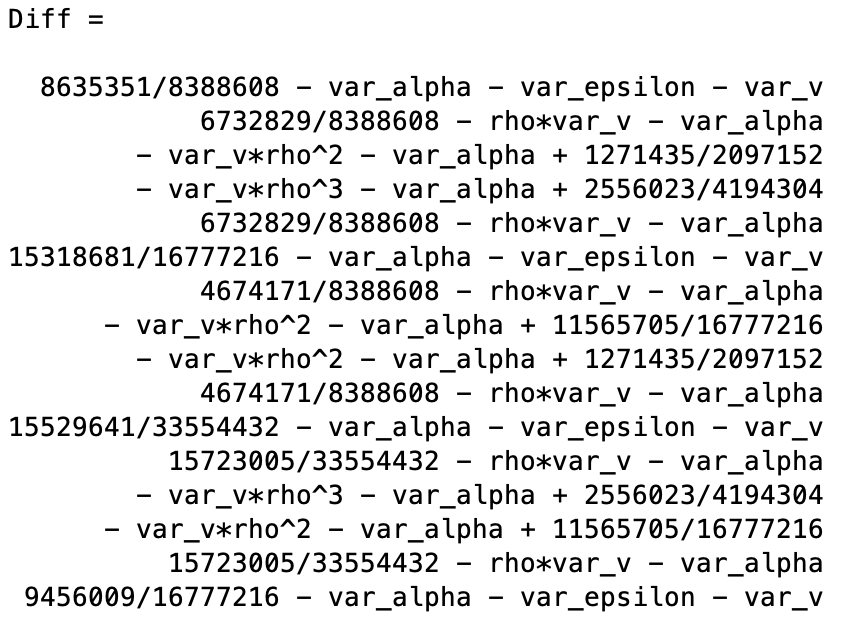 Diff =
8635351/8388608 - var_alpha - var_epsilon - var_v
6732829/8388608 - rho*var_v - var_alpha
- var_v*rho^2 - var_alpha + 1271435/2097152
- var_v*rho^3 - var_alpha + 2556023/4194304
6732829/8388608 - rho*var_v - var_alpha
15318681/16777216 - var_alpha - var_epsilon - var_v
4674171/8388608 - rho*var_v - var_alpha
- var_v*rho^2 - var_alpha + 11565705/16777216
- var_v*rho^2 - var_alpha + 1271435/2097152
4674171/8388608 - rho*var_v - var_alpha
15529641/33554432 - var_alpha - var_epsilon - var_v
15723005/33554432 - rho*var_v - var_alpha
- var_v*rho^3 - var_alpha + 2556023/4194304
- var_v*rho^2 - var_alpha + 11565705/16777216
15723005/33554432 - rho*var_v - var_alpha
9456009/16777216 - var_alpha - var_epsilon - var_v